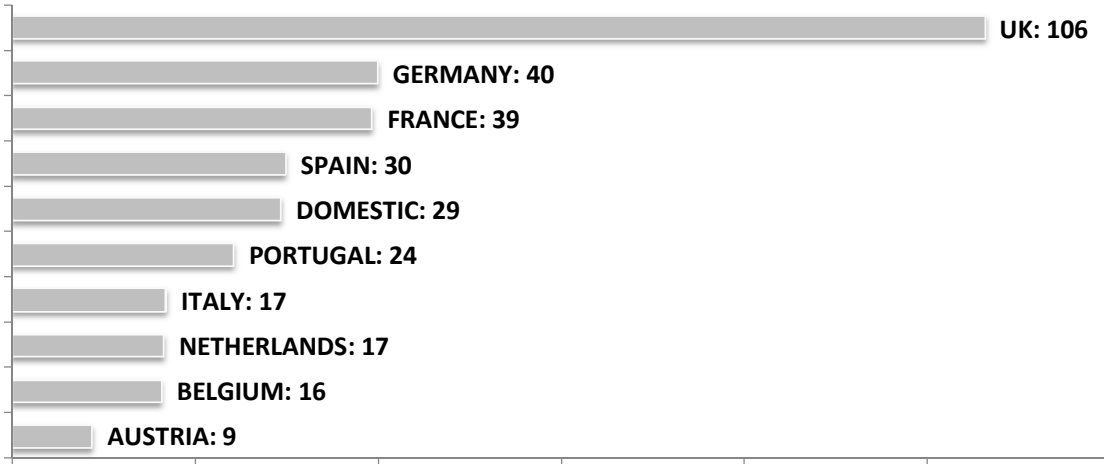 UK: 106
GERMANY: 40
FRANCE: 39
SPAIN: 30
DOMESTIC: 29
PORTUGAL: 24
ITALY: 17
NETHERLANDS: 17
BELGIUM: 16
AUSTRIA: 9